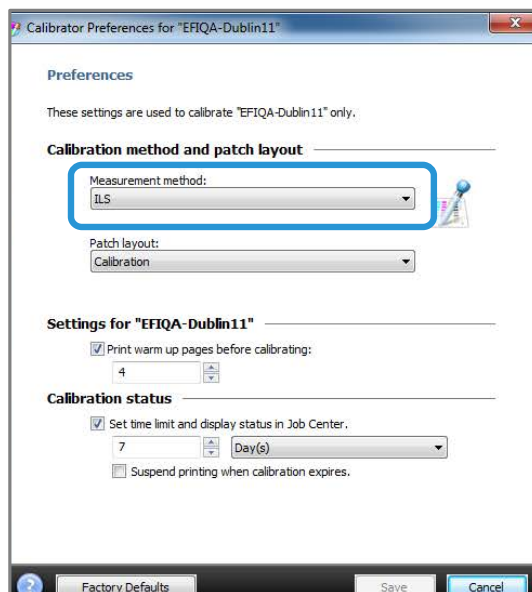 Calibrator Preferences for "EFIQA-Dublin11"
Preferences
These settings are used to calibrate "EFIQA-Dublin11" only.
Calibration method and patch layout
Measurement method:
ILS
Patch layout:
Calibration
Settings for "EFIQA-Dublin11"
Print warm up pages before calibrating:
4
Calibration status
Set time limit and display status in Job Center.
7 Day(s)
Suspend printing when calibration expires.
? Factory Defaults Save Cancel